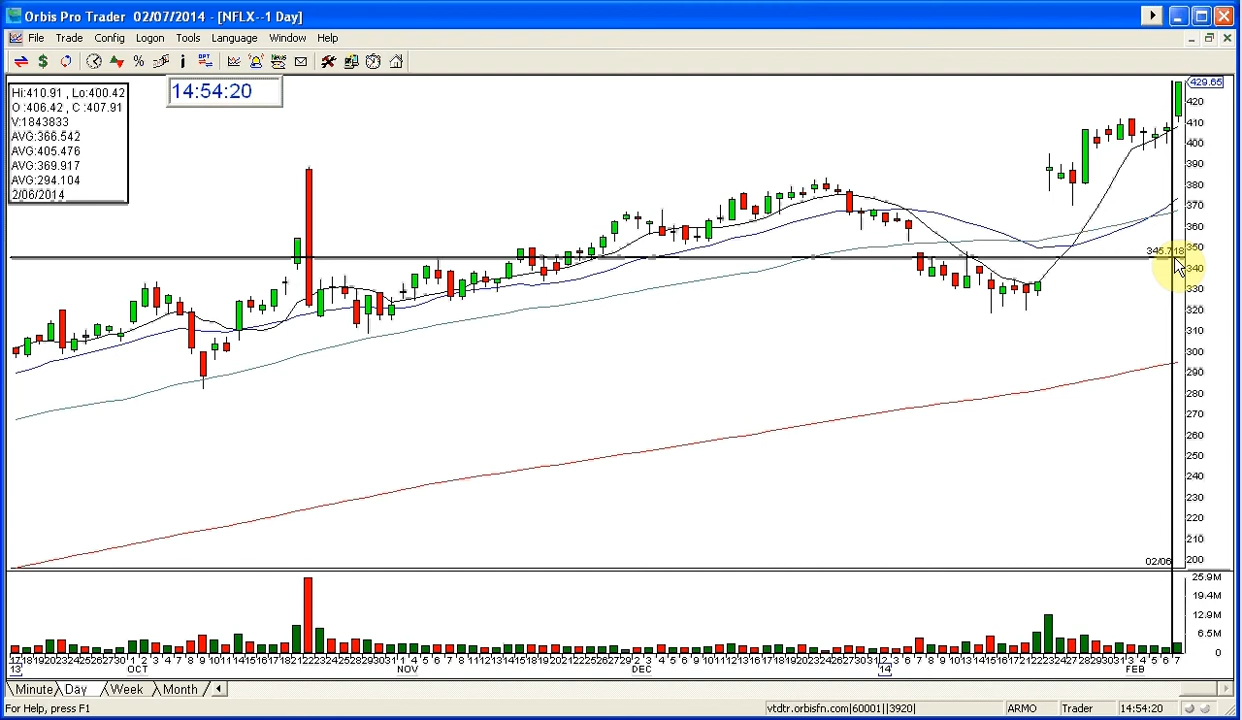 Orbis Pro Trader 02/07/2014 - [NFLX--1 Day]
File Trade Config Logon Tools Language Window Help
14:54:20
Hi:410.91 , Lo:400.42
O :406.42 , C :407.91
V:1843833
AVG:366.542
AVG:405.476
AVG:369.917
AVG:294.104
2/06/2014
429.65
420
410
400
390
380
370
360
350
345.718
340
330
320
310
300
290
280
270
260
250
240
230
220
210
200
02/06
25.9M
19.4M
12.9M
6.5M
0
13 OCT NOV DEC 14 FEB
Minute Day Week Month
For Help, press F1 vtdtr.orbisfn.com|60001||3920| ARMO Trader 14:54:20